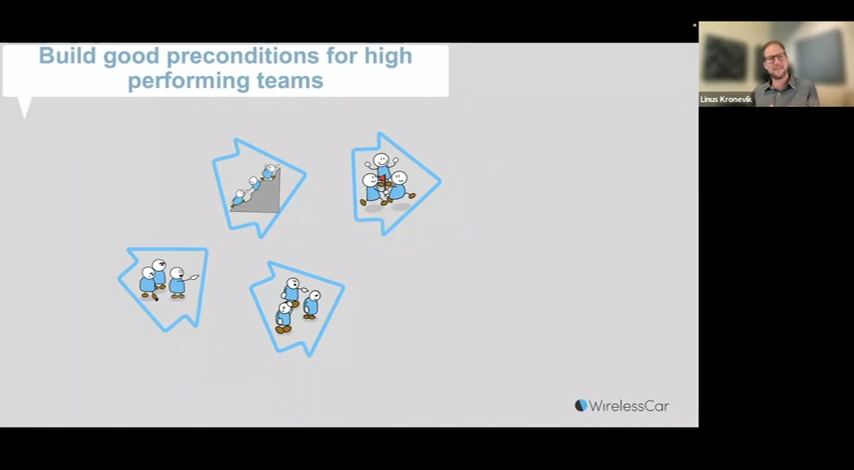 Build good preconditions for high
performing teams
Linus Kronevik
WirelessCar